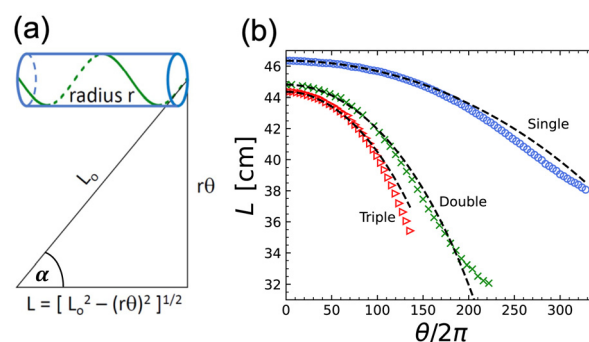 (a)
radius r
L₀
rθ
α
L = [ L₀² − (rθ)² ]¹/²
(b)
46
44
42
40
38
36
34
32
L [cm]
Single
Double
Triple
0 50 100 150 200 250 300
θ/2π